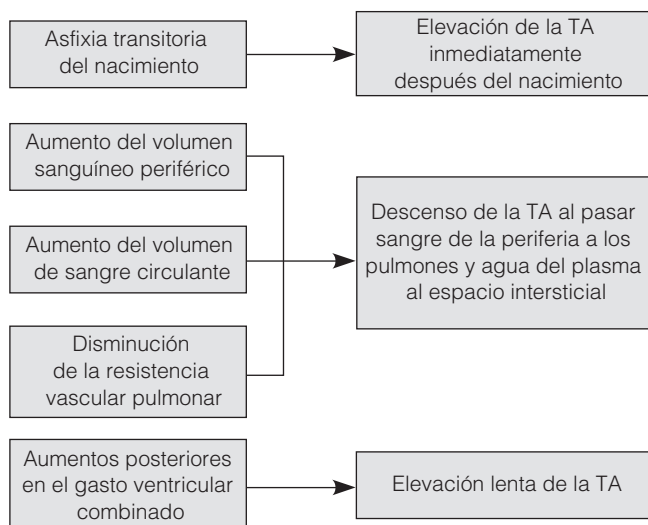 Asfixia transitoria
del nacimiento
Elevación de la TA
inmediatamente
después del nacimiento
Aumento del volumen
sanguíneo periférico
Aumento del volumen
de sangre circulante
Disminución
de la resistencia
vascular pulmonar
Descenso de la TA al pasar
sangre de la periferia a los
pulmones y agua del plasma
al espacio intersticial
Aumentos posteriores
en el gasto ventricular
combinado
Elevación lenta de la TA